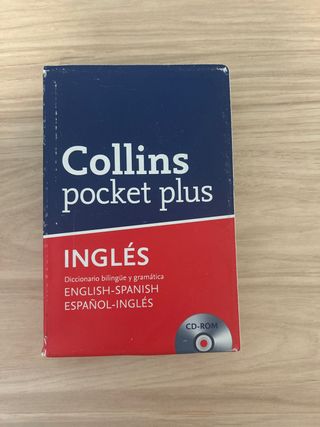 Collins
pocket plus
INGLÉS
Diccionario bilingüe y gramática
ENGLISH-SPANISH
ESPAÑOL-INGLÉS
CD-ROM